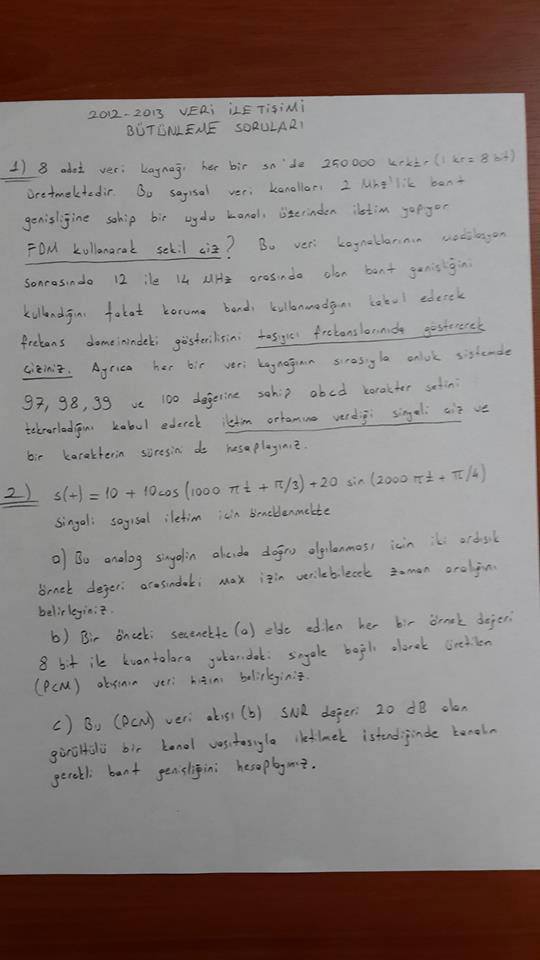 2012-2013 VERİ İLETİŞİMİ
BÜTÜNLEME SORULARI
1) 8 adet veri kaynağı her bir sn'de 250000 krktr (1 kr = 8 bit)
üretmektedir. Bu sayısal veri kanalları 2 Mhz'lik bant
genişliğine sahip bir uydu kanalı üzerinden iletim yapıyor
FDM kullanarak şekil çiz? Bu veri kaynaklarının modülasyon
sonrasında 12 ile 14 MHz arasında olan bant genişliğini
kullandığını fakat koruma bandı kullanmadığını kabul ederek
frekans domeinindeki gösterilişini taşıyıcı frekanslarınıda göstererek
çiziniz. Ayrıca her bir veri kaynağının sırasıyla onluk sistemde
97, 98, 99 ve 100 değerine sahip abcd karakter setini
tekrarladığını kabul ederek iletim ortamına verdiği sinyali çiz ve
bir karakterin süresini de hesaplayınız.
2) s(t) = 10 + 10cos (1000 πt + π/3) + 20 sin (2000 πt + π/4)
Sinyali sayısal iletim için örneklenmekte
a) Bu analog sinyalin alıcıda doğru algılanması için iki ardışık
örnek değeri arasındaki max izin verilebilecek zaman aralığını
belirleyiniz.
b) Bir önceki seçenekte (a) elde edilen her bir örnek değeri
8 bit ile kuantalara yukarıdaki sinyale bağlı olarak üretilen
(PCM) akışının veri hızını belirleyiniz.
c) Bu (PCM) veri akışı (b) SNR değeri 20 dB olan
gürültülü bir kanal vasıtasıyla iletilmek istendiğinde kanalın
gerekli bant genişliğini hesaplayınız.